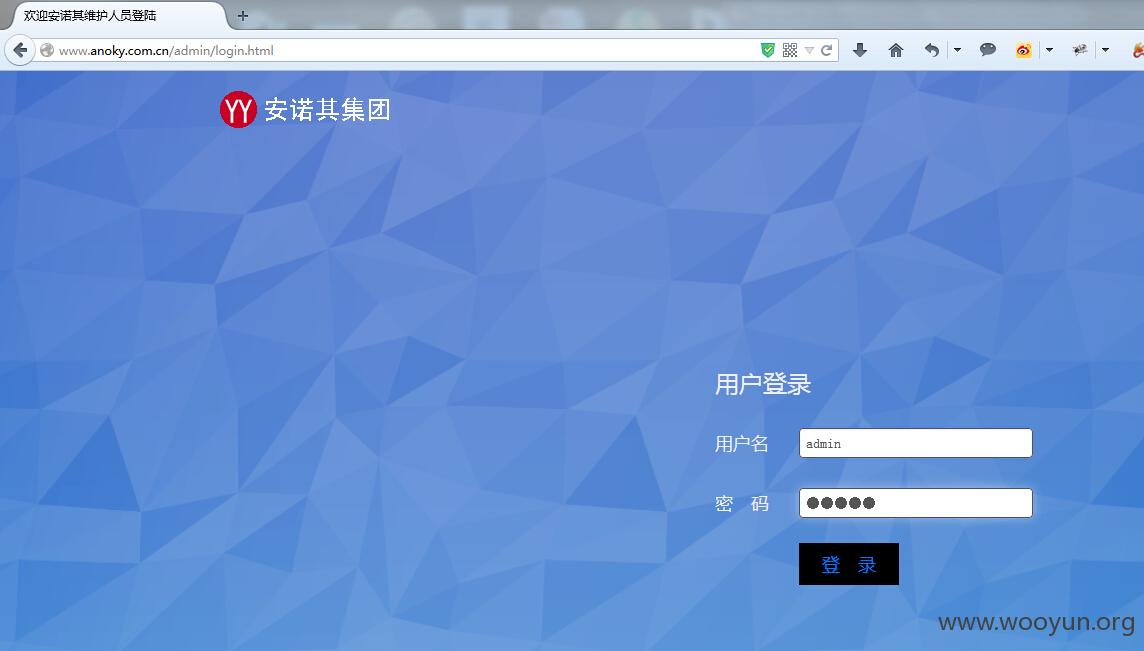 欢迎安诺其维护人员登陆
www.anoky.com.cn/admin/login.html
YY 安诺其集团
用户登录
用户名 admin
密 码 ●●●●●
登 录
www.wooyun.org